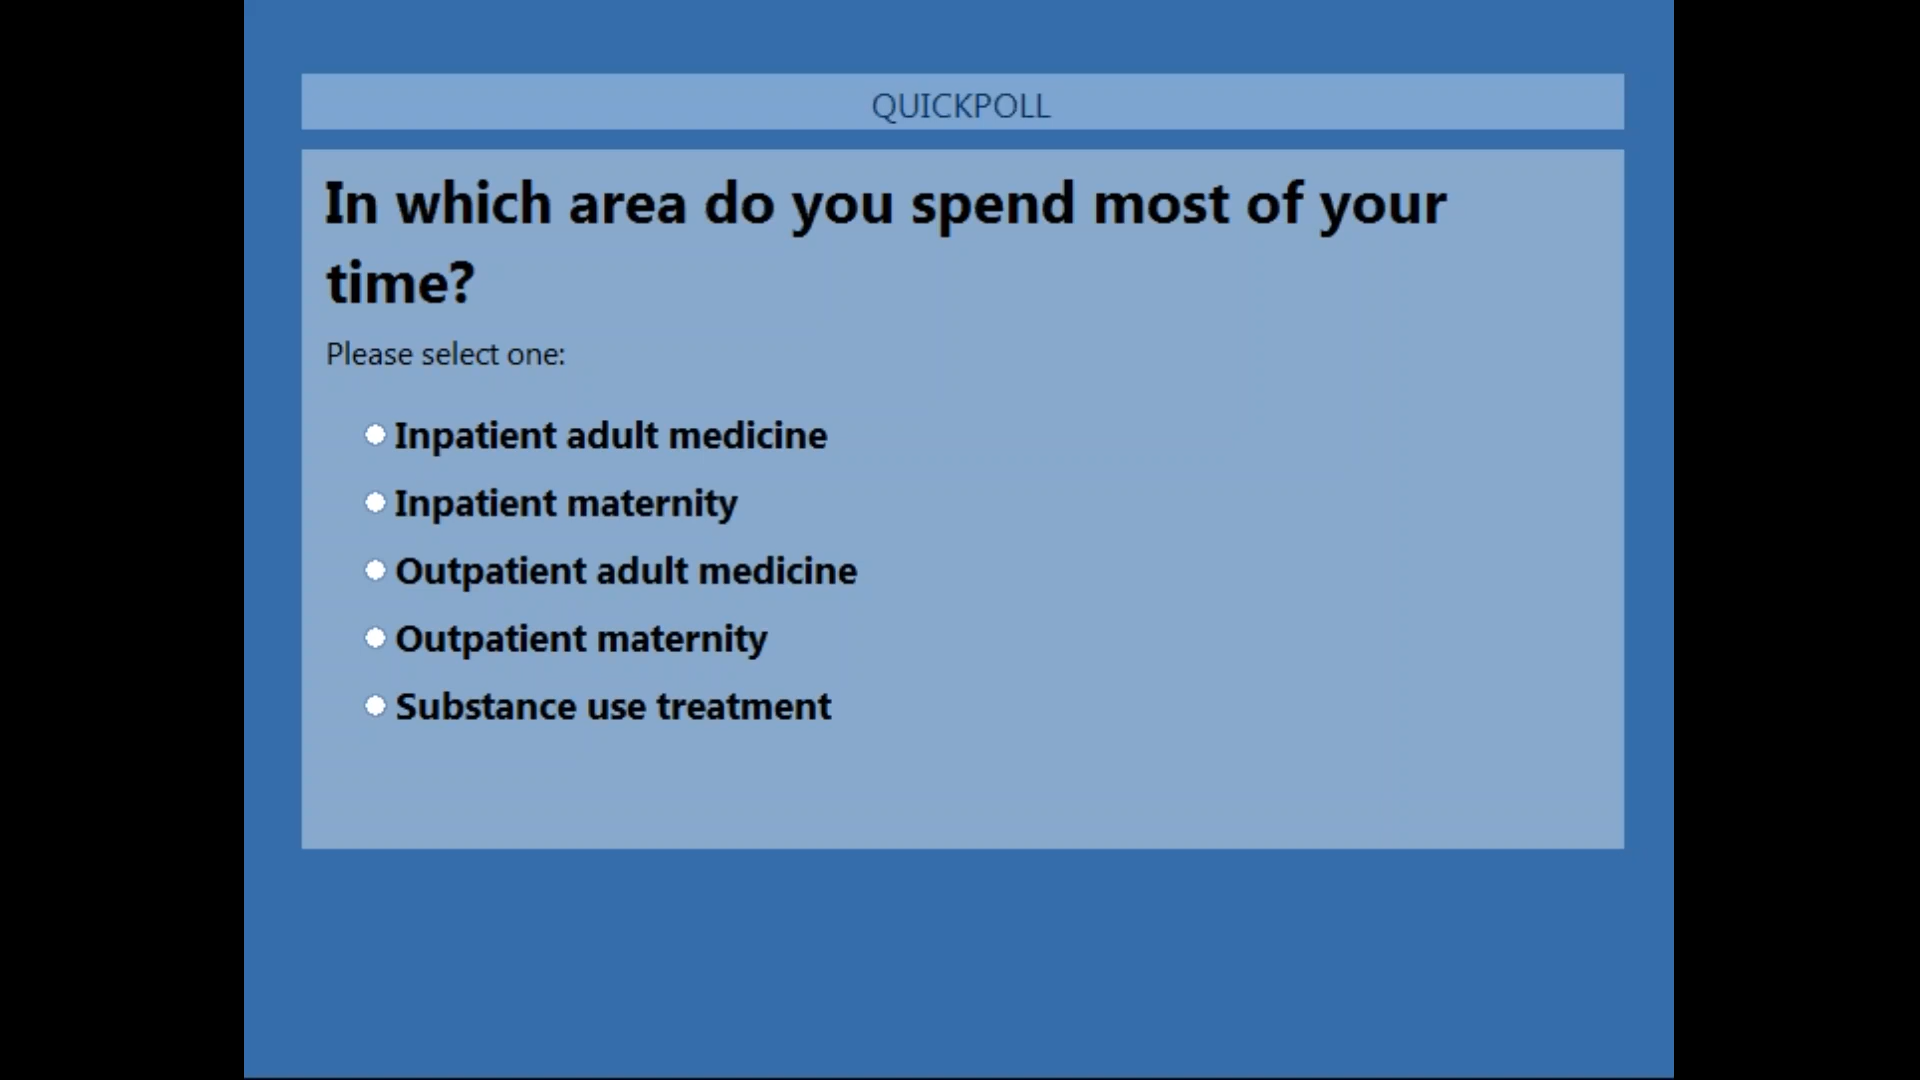 QUICKPOLL
In which area do you spend most of your
time?
Please select one:
Inpatient adult medicine
Inpatient maternity
Outpatient adult medicine
Outpatient maternity
Substance use treatment